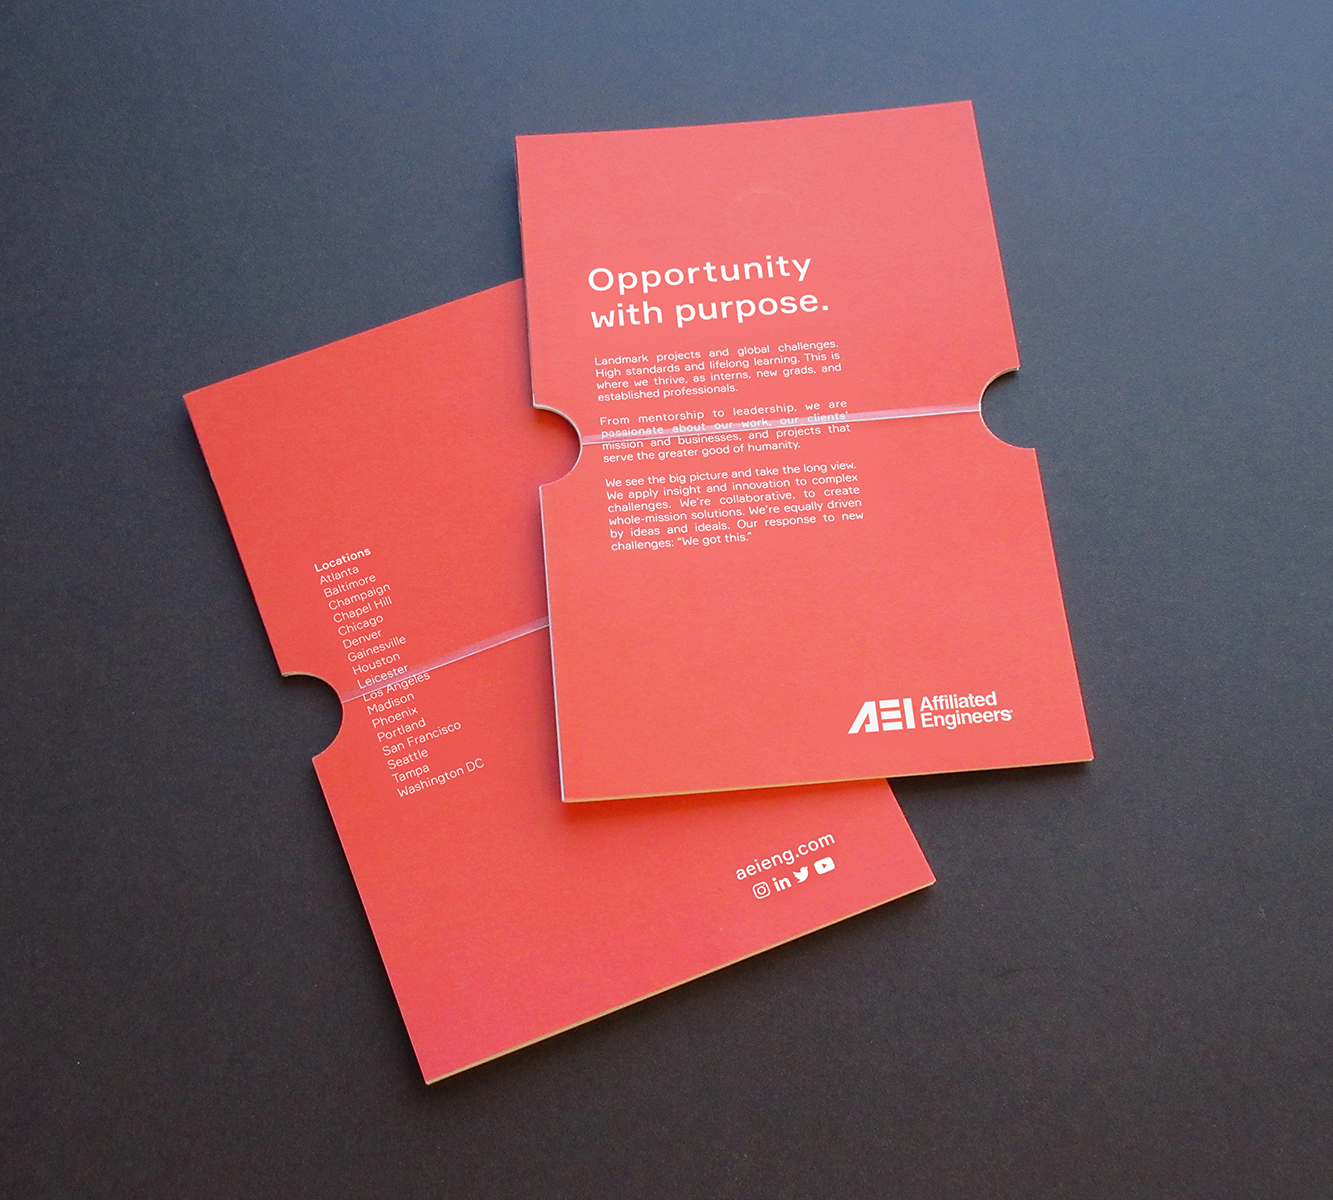 Opportunity
with purpose.
Landmark projects and global challenges.
High standards and lifelong learning. This is
where we thrive, as interns, new grads, and
established professionals.
From mentorship to leadership, we are
passionate about our work, our clients'
mission and businesses, and projects that
serve the greater good of humanity.
We see the big picture and take the long view.
We apply insight and innovation to complex
challenges. We're collaborative, to create
whole-mission solutions. We're equally driven
by ideas and ideals. Our response to new
challenges: “We got this.”
AEI Affiliated
Engineers
Locations
Atlanta
Baltimore
Champaign
Chapel Hill
Chicago
Denver
Gainesville
Houston
Leicester
Los Angeles
Madison
Phoenix
Portland
San Francisco
Seattle
Tampa
Washington DC
aeieng.com
in